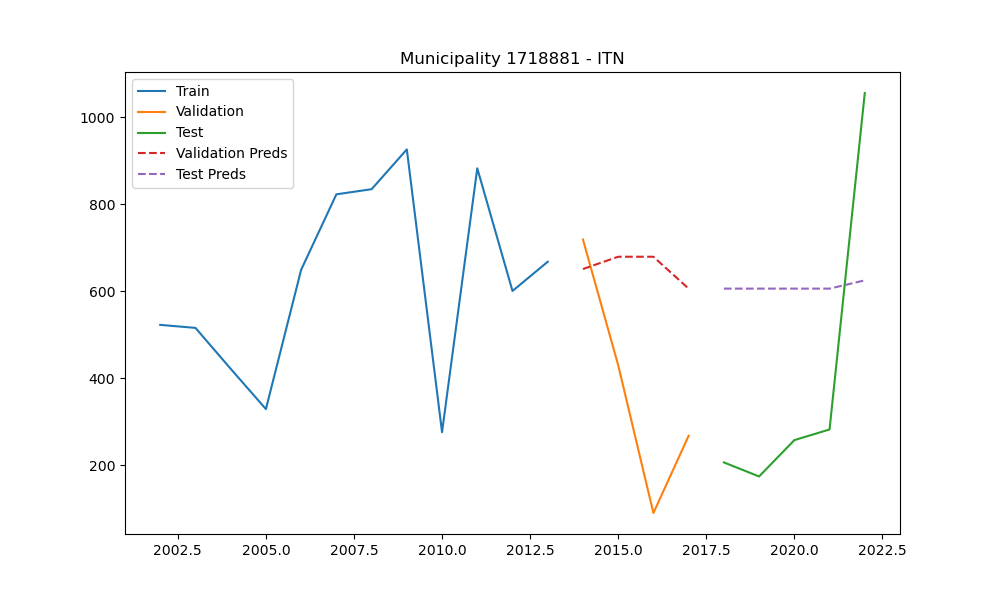 Municipality 1718881 - ITN
Train
Validation
Test
Validation Preds
Test Preds
1000
800
600
400
200
2002.5 2005.0 2007.5 2010.0 2012.5 2015.0 2017.5 2020.0 2022.5